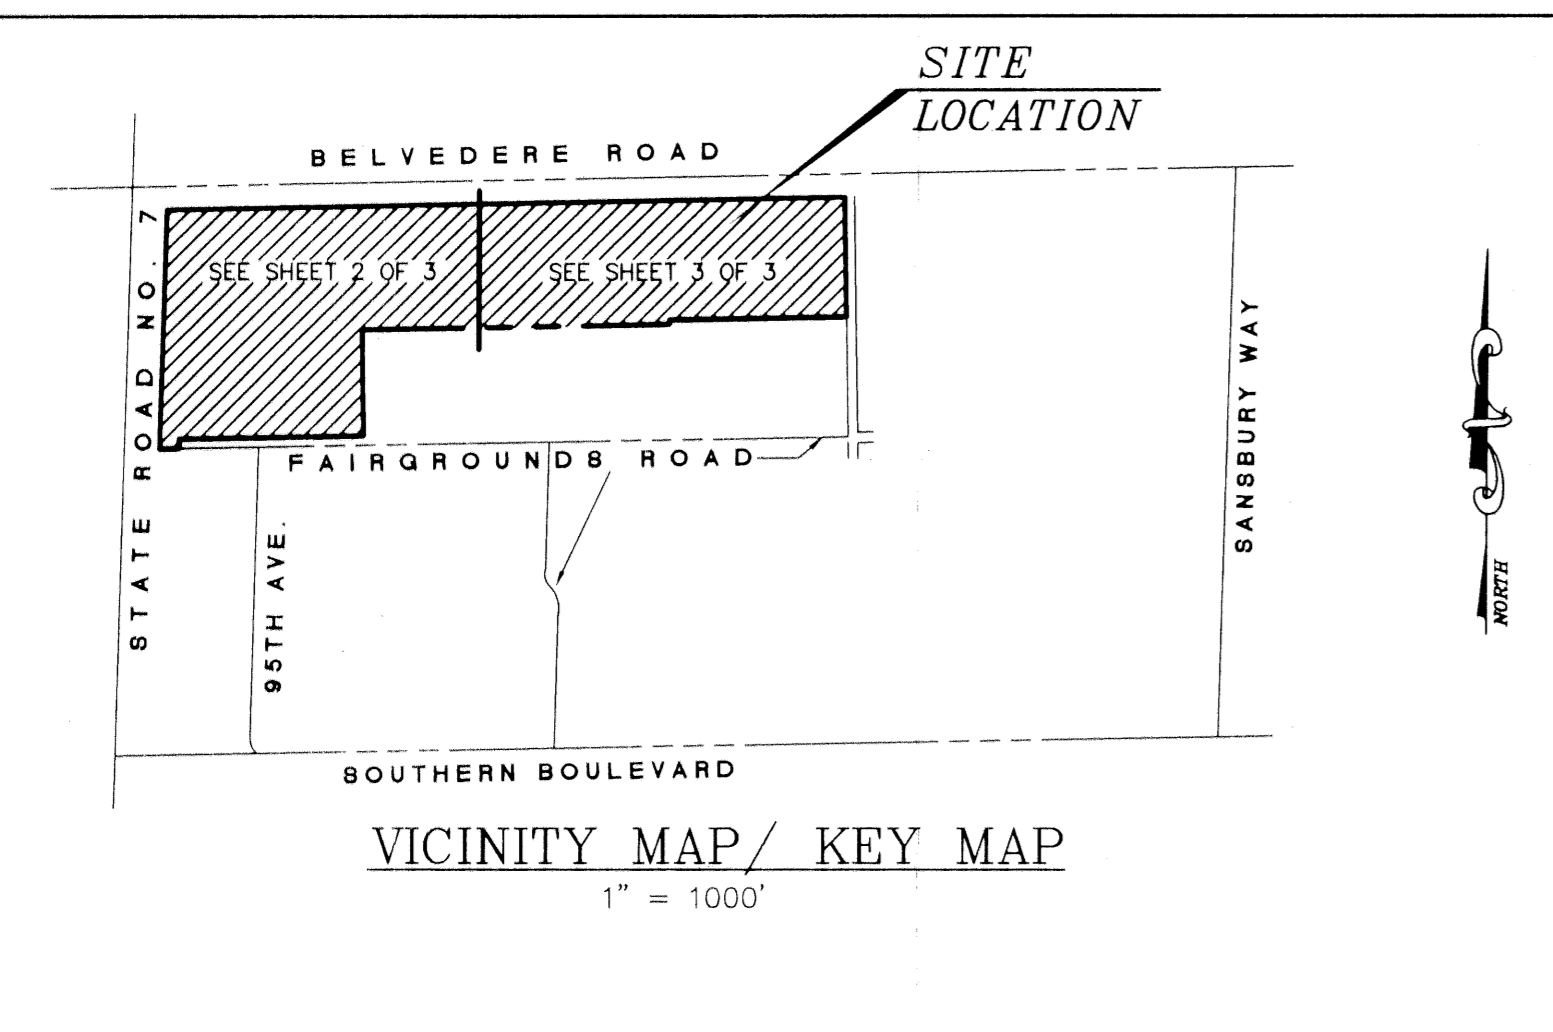 SITE
LOCATION
BELVEDERE ROAD
STATE ROAD NO. 7
SEE SHEET 2 OF 3
SEE SHEET 3 OF 3
FAIRGROUNDS ROAD
95TH AVE.
SANSBURY WAY
NORTH
SOUTHERN BOULEVARD
VICINITY MAP/ KEY MAP
1" = 1000'